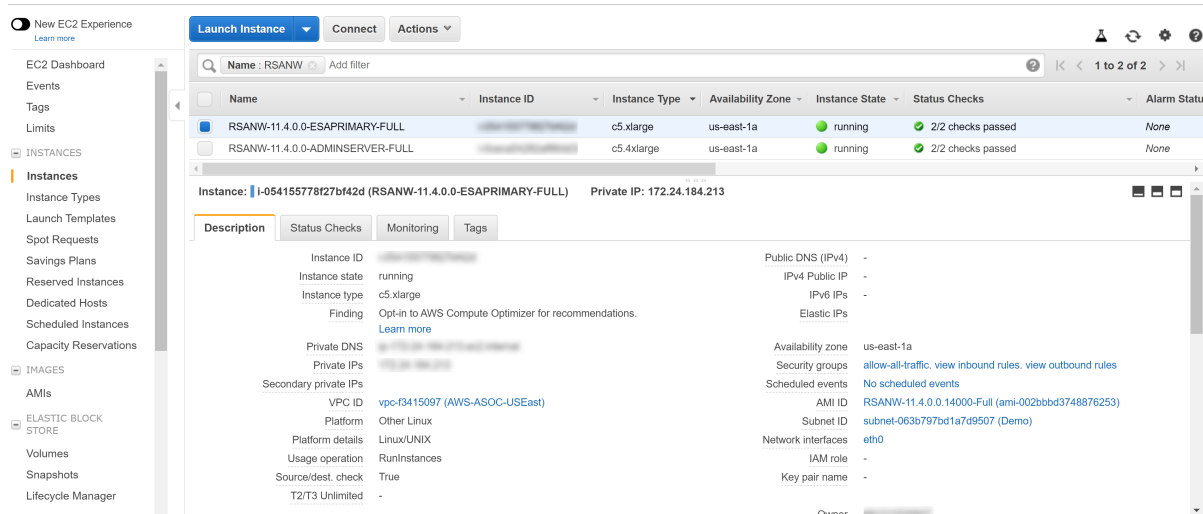 New EC2 Experience
Learn more
EC2 Dashboard
Events
Tags
Limits
INSTANCES
Instances
Instance Types
Launch Templates
Spot Requests
Savings Plans
Reserved Instances
Dedicated Hosts
Scheduled Instances
Capacity Reservations
IMAGES
AMIs
ELASTIC BLOCK
STORE
Volumes
Snapshots
Lifecycle Manager
Launch Instance Connect Actions
Name : RSANW Add filter 1 to 2 of 2
Name Instance ID Instance Type Availability Zone Instance State Status Checks Alarm Statu
RSANW-11.4.0.0-ESAPRIMARY-FULL c5.xlarge us-east-1a running 2/2 checks passed None
RSANW-11.4.0.0-ADMINSERVER-FULL c5.4xlarge us-east-1a running 2/2 checks passed None
Instance: i-054155778f27bf42d (RSANW-11.4.0.0-ESAPRIMARY-FULL) Private IP: 172.24.184.213
Description Status Checks Monitoring Tags
Instance ID
Instance state running
Instance type c5.xlarge
Finding Opt-in to AWS Compute Optimizer for recommendations.
Learn more
Private DNS
Private IPs
Secondary private IPs
VPC ID vpc-f3415097 (AWS-ASOC-USEast)
Platform Other Linux
Platform details Linux/UNIX
Usage operation RunInstances
Source/dest. check True
T2/T3 Unlimited -
Public DNS (IPv4) -
IPv4 Public IP -
IPv6 IPs -
Elastic IPs
Availability zone us-east-1a
Security groups allow-all-traffic. view inbound rules. view outbound rules
Scheduled events No scheduled events
AMI ID RSANW-11.4.0.0.14000-Full (ami-002bbbd3748876253)
Subnet ID subnet-063b797bd1a7d9507 (Demo)
Network interfaces eth0
IAM role -
Key pair name -
Owner